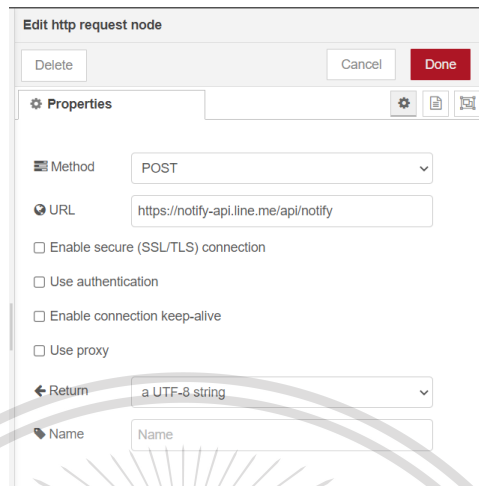 Edit http request node
Delete Cancel Done
Properties
Method POST
URL https://notify-api.line.me/api/notify
Enable secure (SSL/TLS) connection
Use authentication
Enable connection keep-alive
Use proxy
Return a UTF-8 string
Name Name